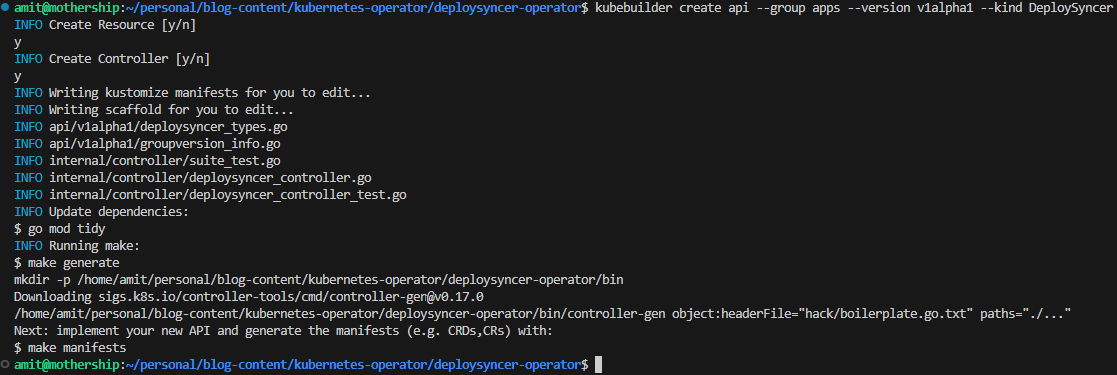 amit@mothership:~/personal/blog-content/kubernetes-operator/deploysyncer-operator$ kubebuilder create api --group apps --version v1alpha1 --kind DeploySyncer
INFO Create Resource [y/n]
y
INFO Create Controller [y/n]
y
INFO Writing kustomize manifests for you to edit...
INFO Writing scaffold for you to edit...
INFO api/v1alpha1/deploysyncer_types.go
INFO api/v1alpha1/groupversion_info.go
INFO internal/controller/suite_test.go
INFO internal/controller/deploysyncer_controller.go
INFO internal/controller/deploysyncer_controller_test.go
INFO Update dependencies:
$ go mod tidy
INFO Running make:
$ make generate
mkdir -p /home/amit/personal/blog-content/kubernetes-operator/deploysyncer-operator/bin
Downloading sigs.k8s.io/controller-tools/cmd/controller-gen@v0.17.0
/home/amit/personal/blog-content/kubernetes-operator/deploysyncer-operator/bin/controller-gen object:headerFile="hack/boilerplate.go.txt" paths="./..."
Next: implement your new API and generate the manifests (e.g. CRDs,CRs) with:
$ make manifests
amit@mothership:~/personal/blog-content/kubernetes-operator/deploysyncer-operator$